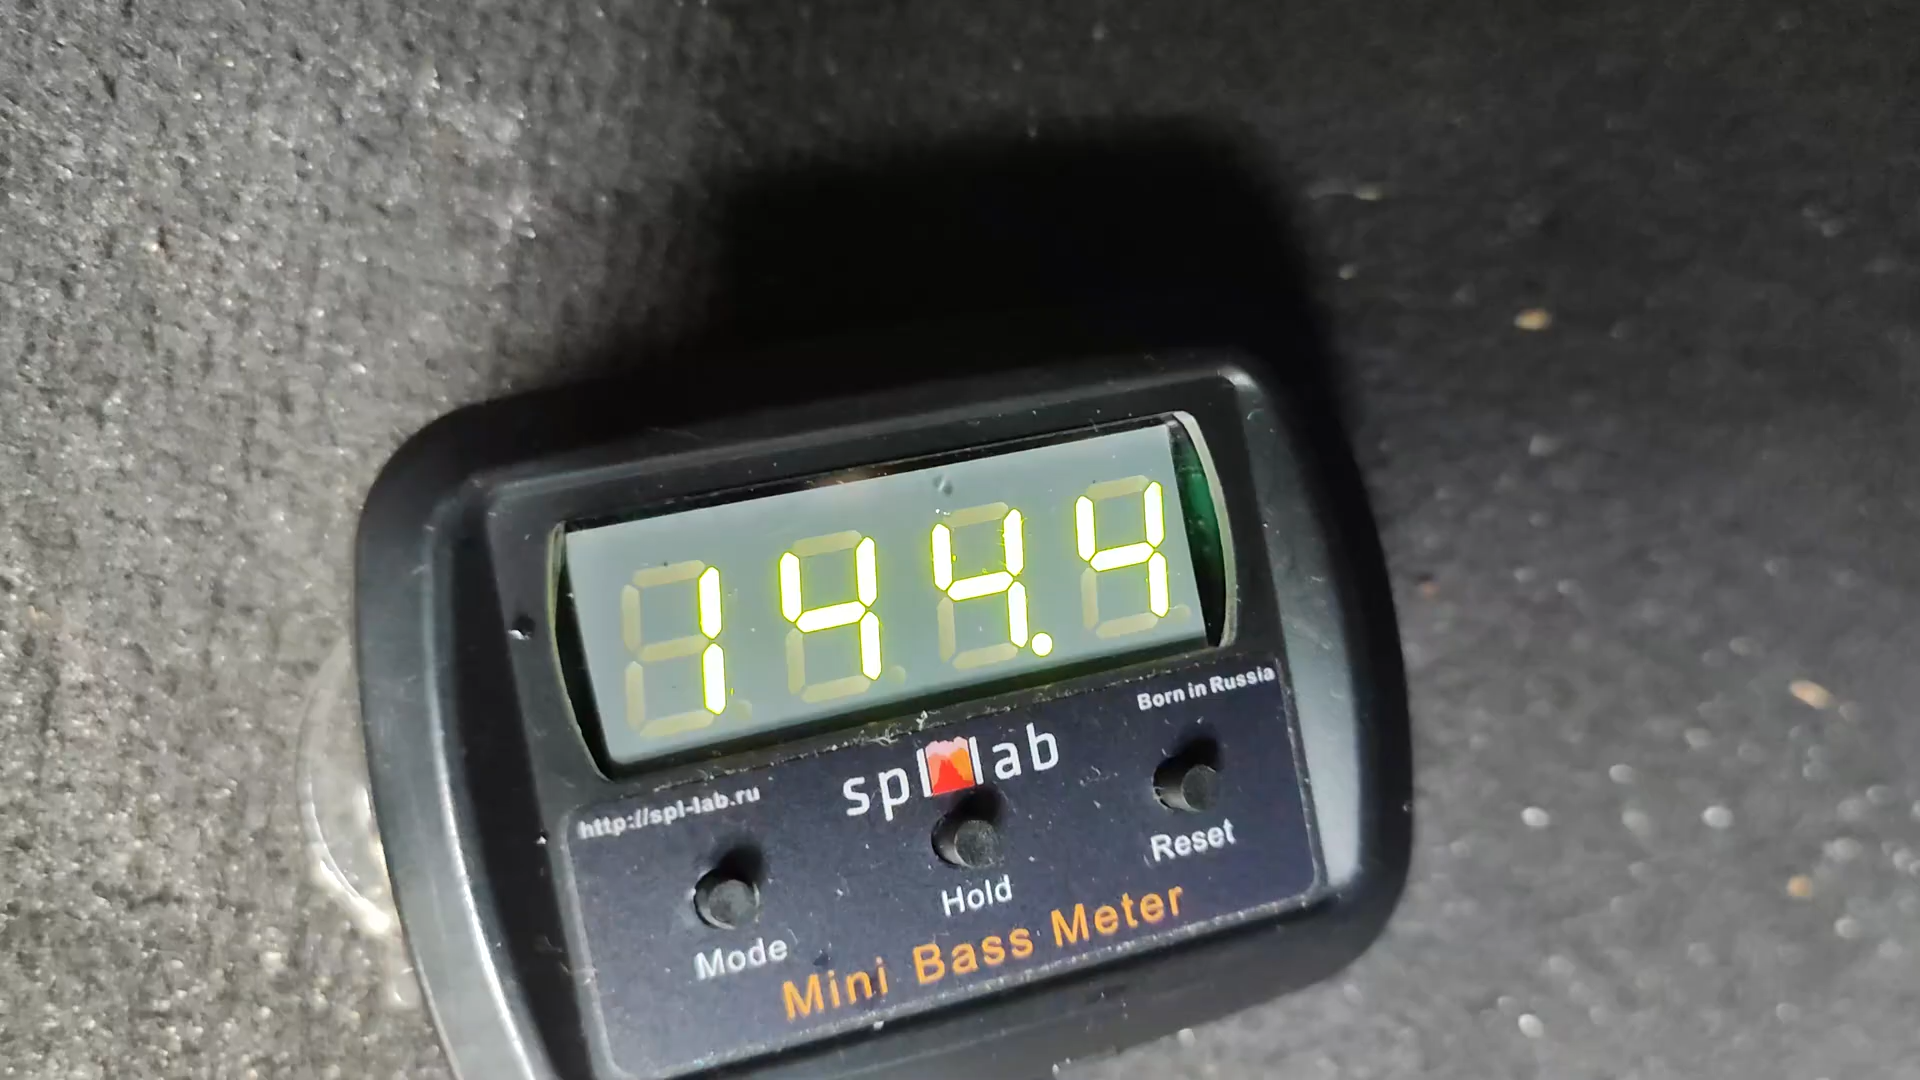 144.4
Born in Russia
spl lab
http://spl-lab.ru
Reset
Hold
Mode
Mini Bass Meter